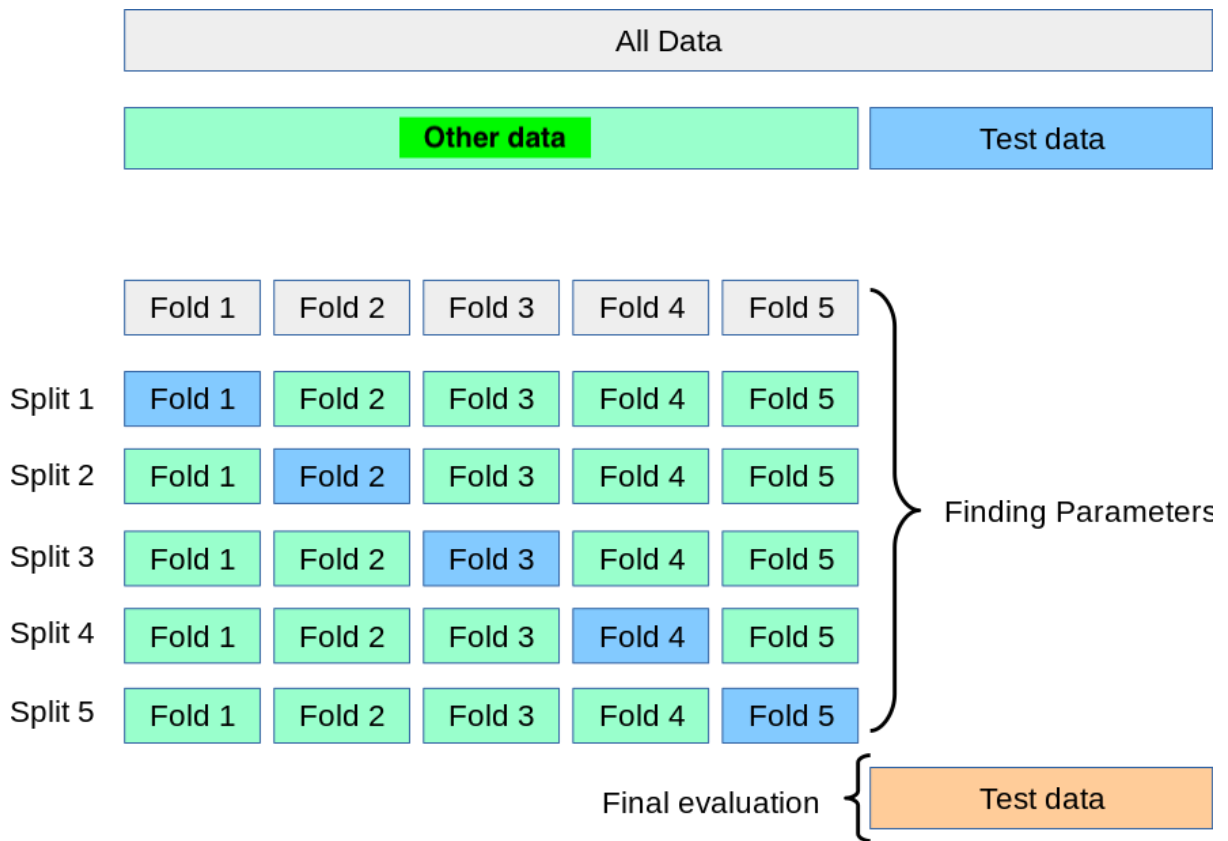 All Data
Other data Test data
Fold 1 Fold 2 Fold 3 Fold 4 Fold 5
Split 1 Fold 1 Fold 2 Fold 3 Fold 4 Fold 5
Split 2 Fold 1 Fold 2 Fold 3 Fold 4 Fold 5
Finding Parameters
Split 3 Fold 1 Fold 2 Fold 3 Fold 4 Fold 5
Split 4 Fold 1 Fold 2 Fold 3 Fold 4 Fold 5
Split 5 Fold 1 Fold 2 Fold 3 Fold 4 Fold 5
Final evaluation Test data